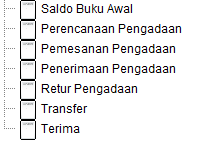 Saldo Buku Awal
Perencanaan Pengadaan
Pemesanan Pengadaan
Penerimaan Pengadaan
Retur Pengadaan
Transfer
Terima